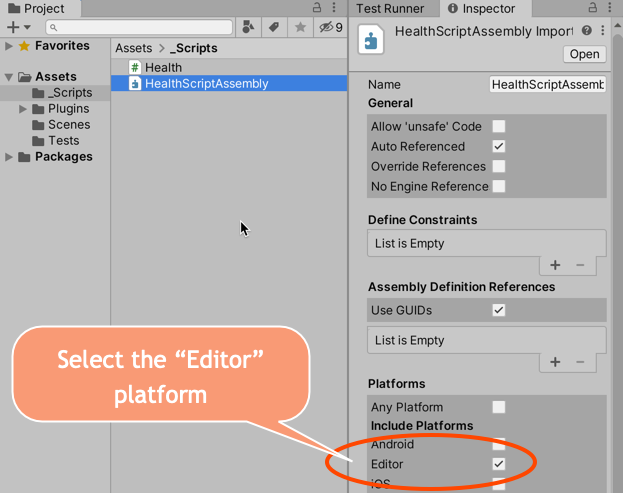 Project
Test Runner
Inspector
9
HealthScriptAssembly Import
Open
Favorites
Assets
_Scripts
Plugins
Scenes
Tests
Packages
Assets > _Scripts
Health
HealthScriptAssembly
Name HealthScriptAssemb
General
Allow 'unsafe' Code
Auto Referenced
Override References
No Engine Reference
Define Constraints
List is Empty
Assembly Definition References
Use GUIDs
List is Empty
Platforms
Any Platform
Include Platforms
Android
Editor
iOS
Select the “Editor”
platform